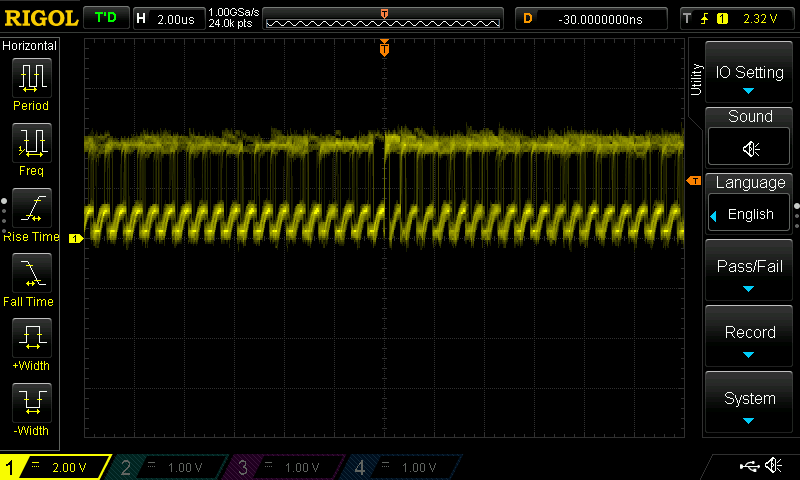 RIGOL T'D H 2.00us 1.00GSa/s 24.0k pts T D -30.0000000ns T 1 2.32 V
Horizontal
Period
Freq
Rise Time
Fall Time
+Width
-Width
T
T
1
Utility
IO Setting
Sound
Language
English
Pass/Fail
Record
System
1 2.00 V 2 1.00 V 3 1.00 V 4 1.00 V